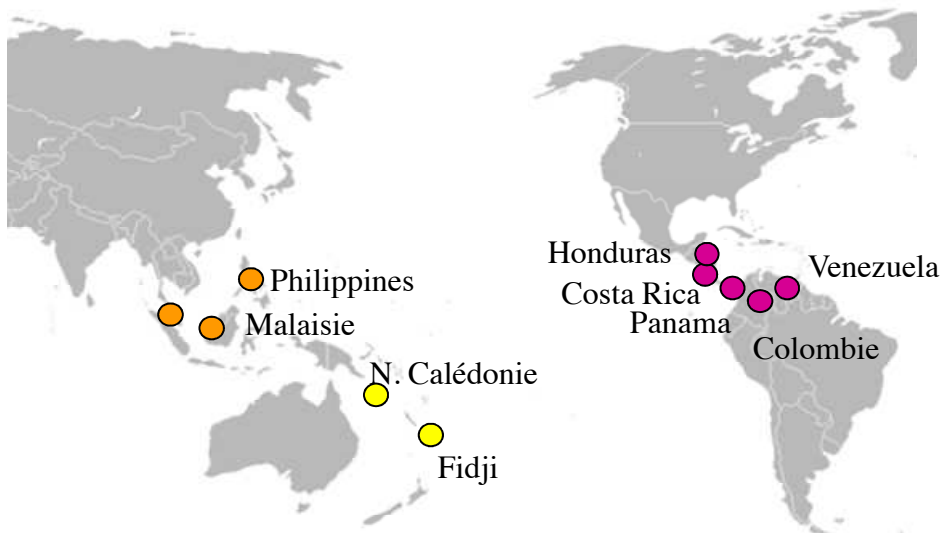 Honduras
Venezuela
Philippines
Costa Rica
Malaisie
Panama
Colombie
N. Calédonie
Fidji